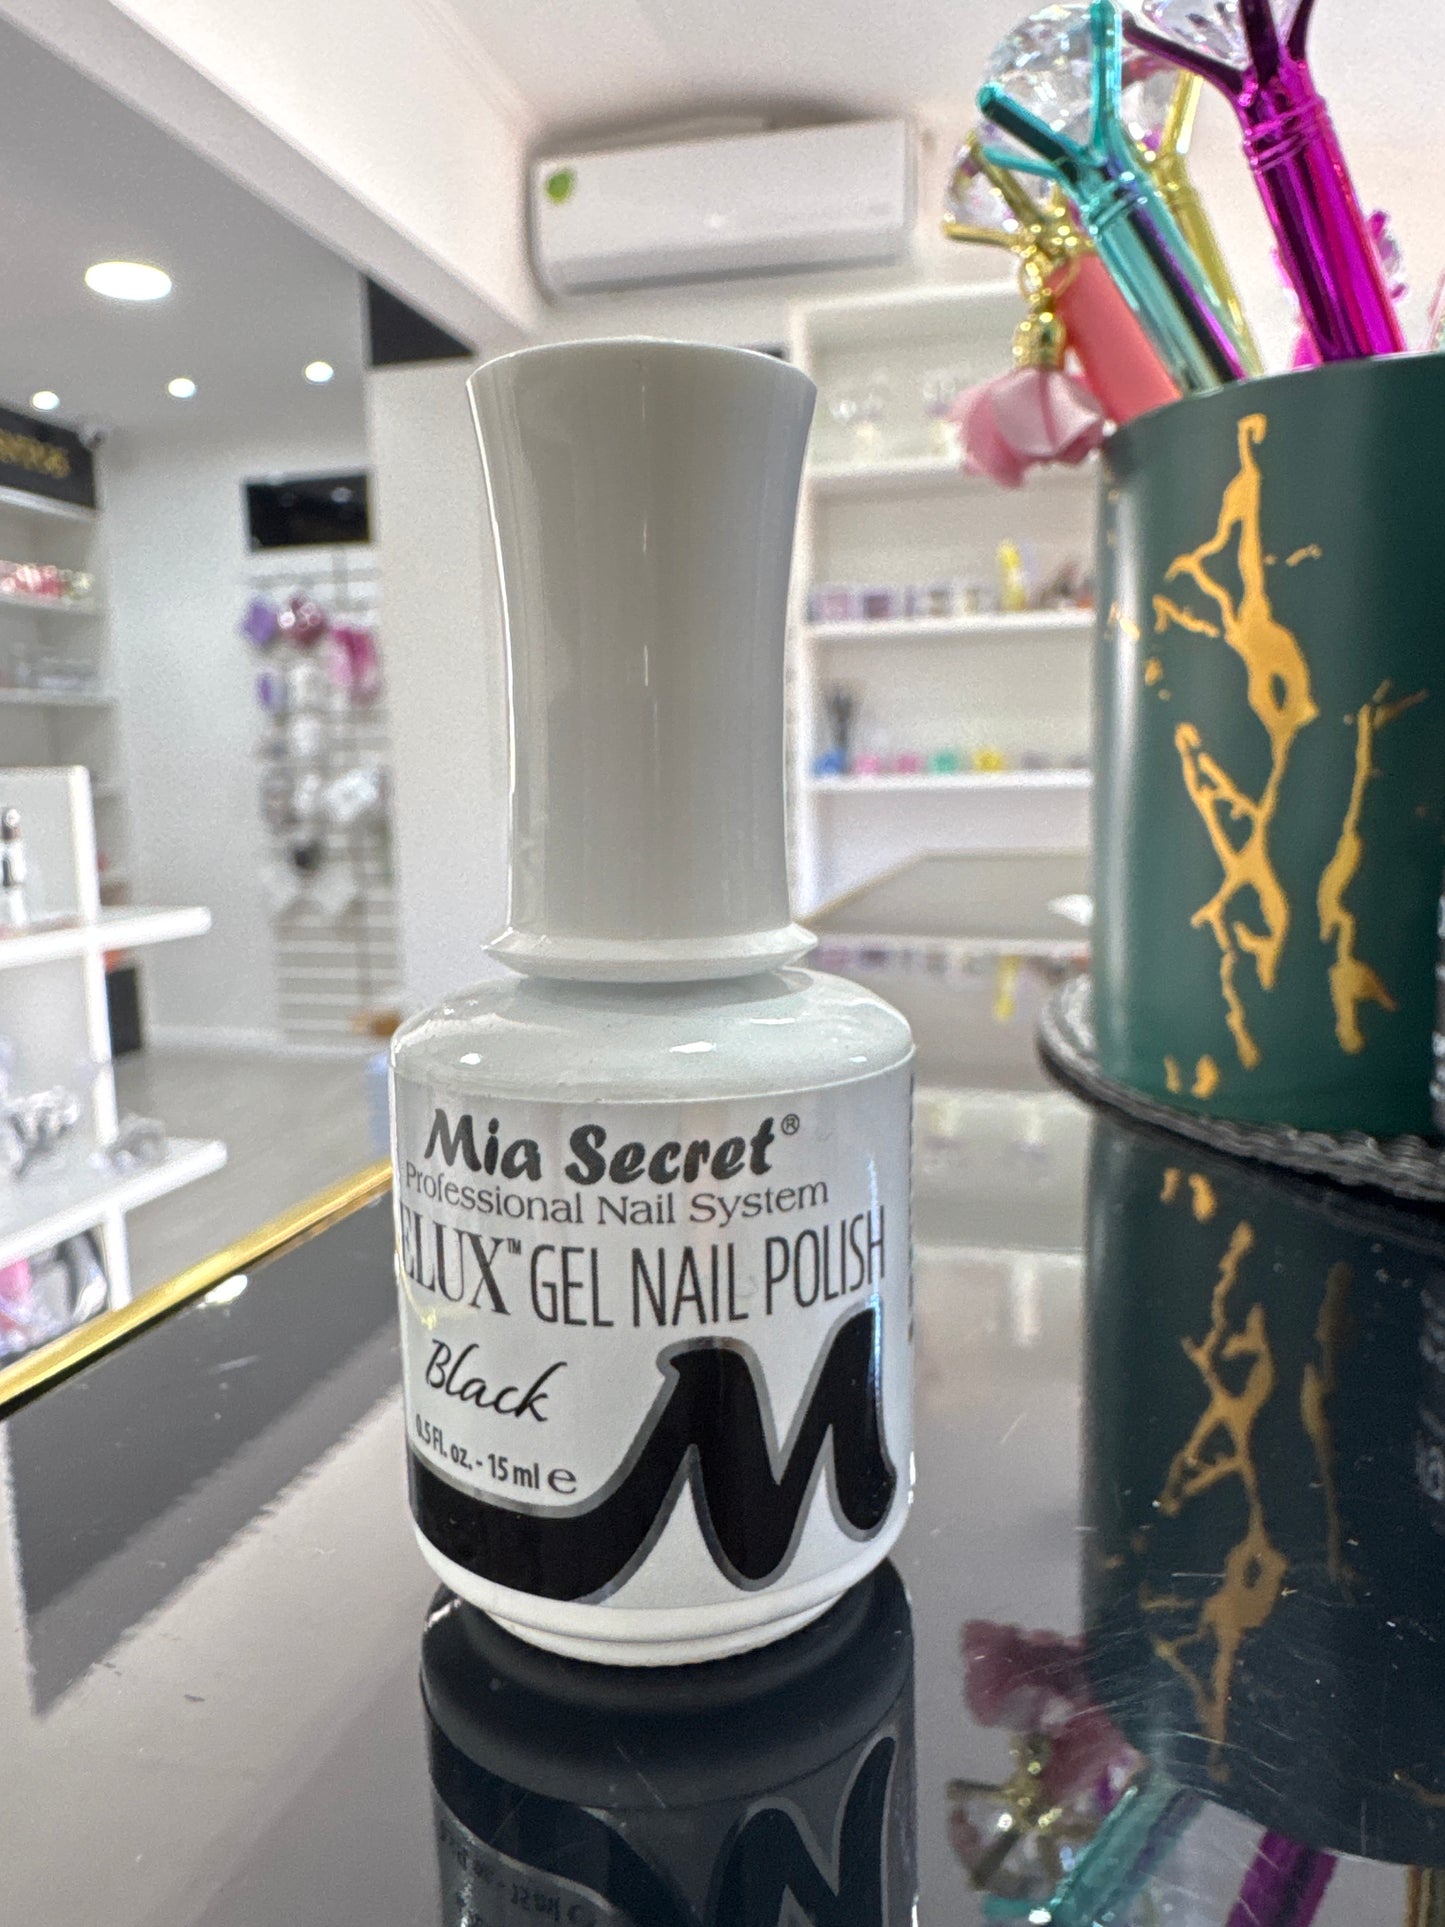 Mia Secret®
Professional Nail System
ELUX™ GEL NAIL POLISH
Black
0.5 Fl. oz. - 15 ml ℮
M